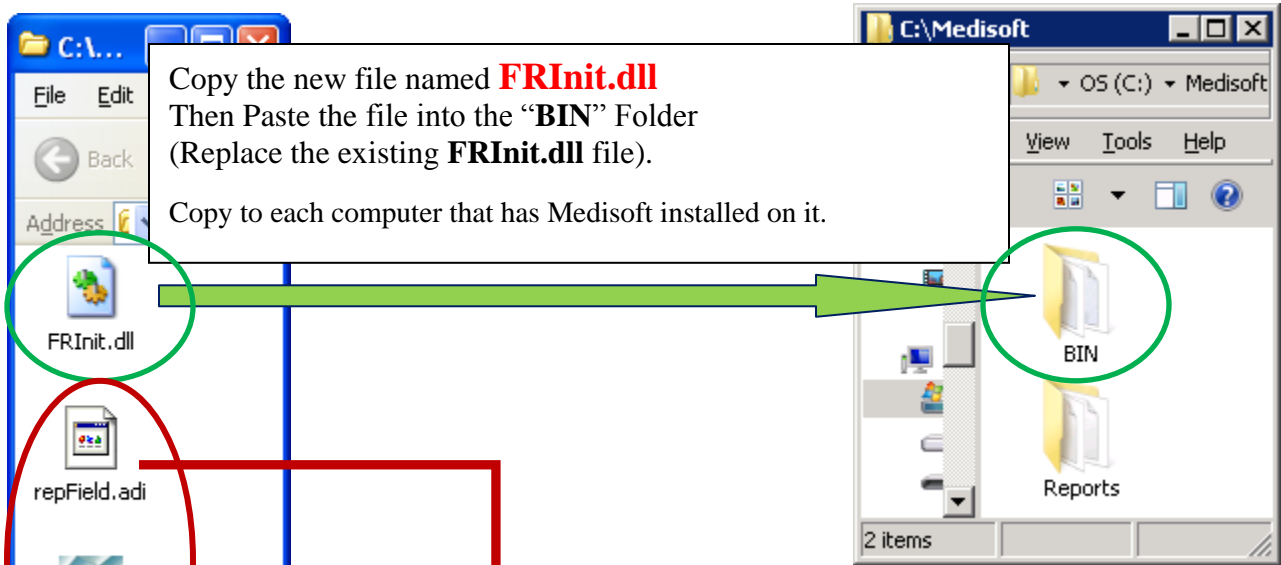 C:\...
File Edit
Back
Address
FRInit.dll
repField.adi
Copy the new file named FRInit.dll
Then Paste the file into the “BIN” Folder
(Replace the existing FRInit.dll file).
Copy to each computer that has Medisoft installed on it.
C:\Medisoft
OS (C:) Medisoft
View Tools Help
BIN
Reports
2 items